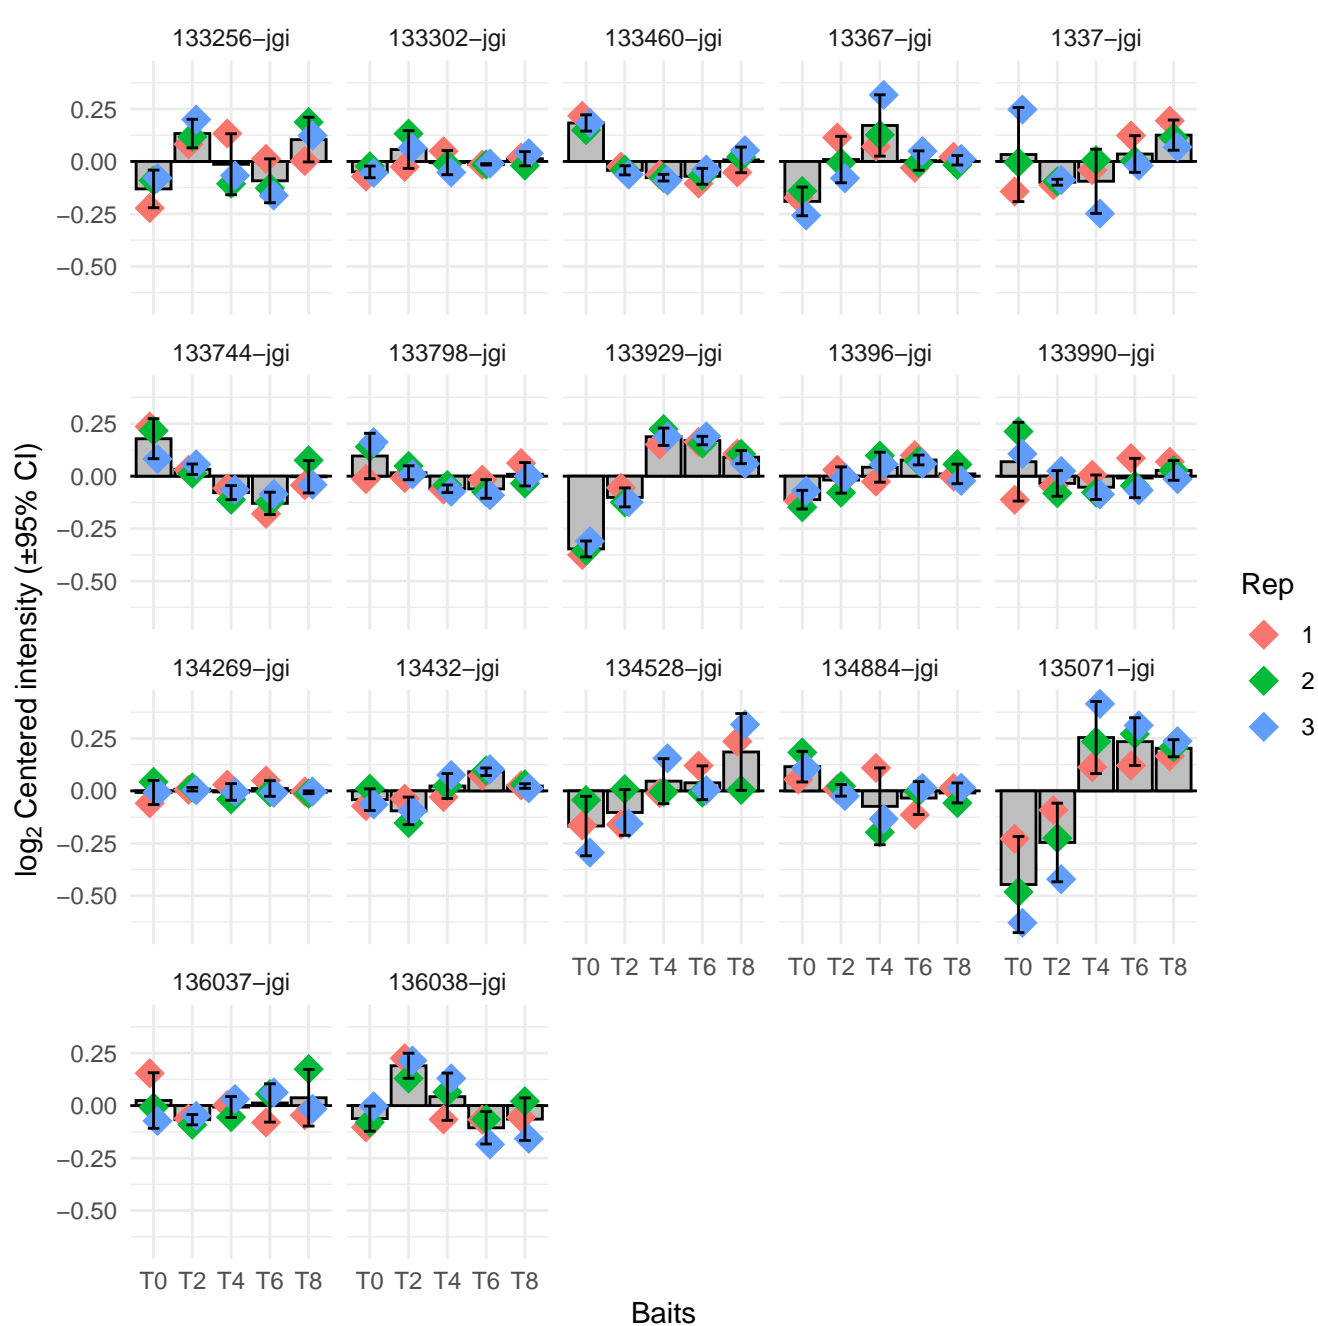 133256−jgi 133302−jgi 133460−jgi 13367−jgi 1337−jgi
0.25
0.00
−0.25
−0.50
133744−jgi 133798−jgi 133929−jgi 13396−jgi 133990−jgi
0.25
0.00
−0.25
−0.50
134269−jgi 13432−jgi 134528−jgi 134884−jgi 135071−jgi
0.25
0.00
−0.25
−0.50
T0 T2 T4 T6 T8 T0 T2 T4 T6 T8 T0 T2 T4 T6 T8
136037−jgi 136038−jgi
0.25
0.00
−0.25
−0.50
T0 T2 T4 T6 T8 T0 T2 T4 T6 T8
Baits
log₂ Centered intensity (±95% CI)
Rep
1
2
3